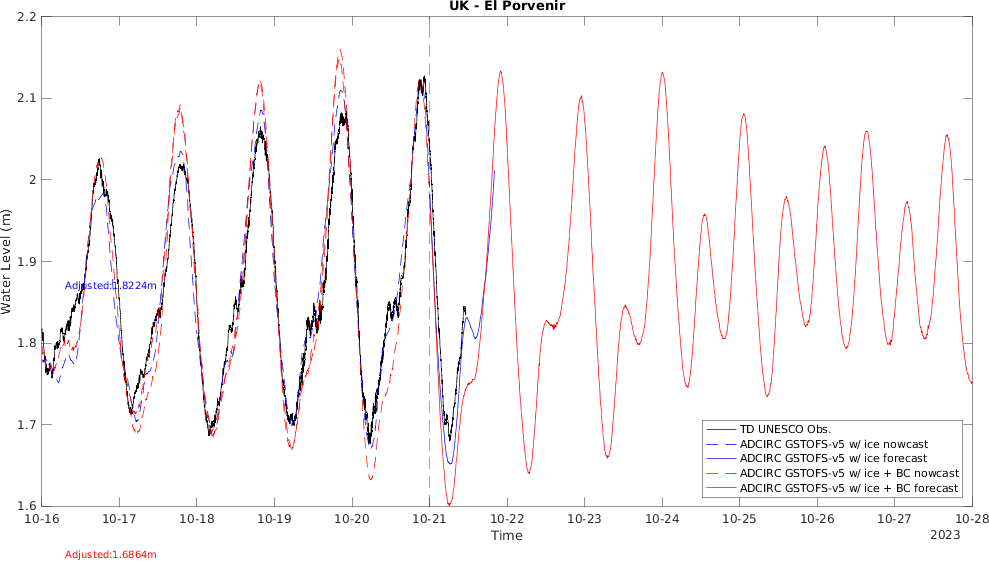 UK - El Porvenir
2.2
2.1
2
1.9
1.8
1.7
1.6
Water Level (m)
Adjusted:1.8224m
TD UNESCO Obs.
ADCIRC GSTOFS-v5 w/ ice nowcast
ADCIRC GSTOFS-v5 w/ ice forecast
ADCIRC GSTOFS-v5 w/ ice + BC nowcast
ADCIRC GSTOFS-v5 w/ ice + BC forecast
10-16 10-17 10-18 10-19 10-20 10-21 10-22 10-23 10-24 10-25 10-26 10-27 10-28
Time
2023
Adjusted:1.6864m